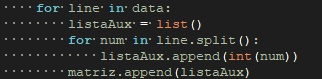 for line in data:
listaAux = list()
for num in line.split():
listaAux.append(int(num))
matriz.append(listaAux)